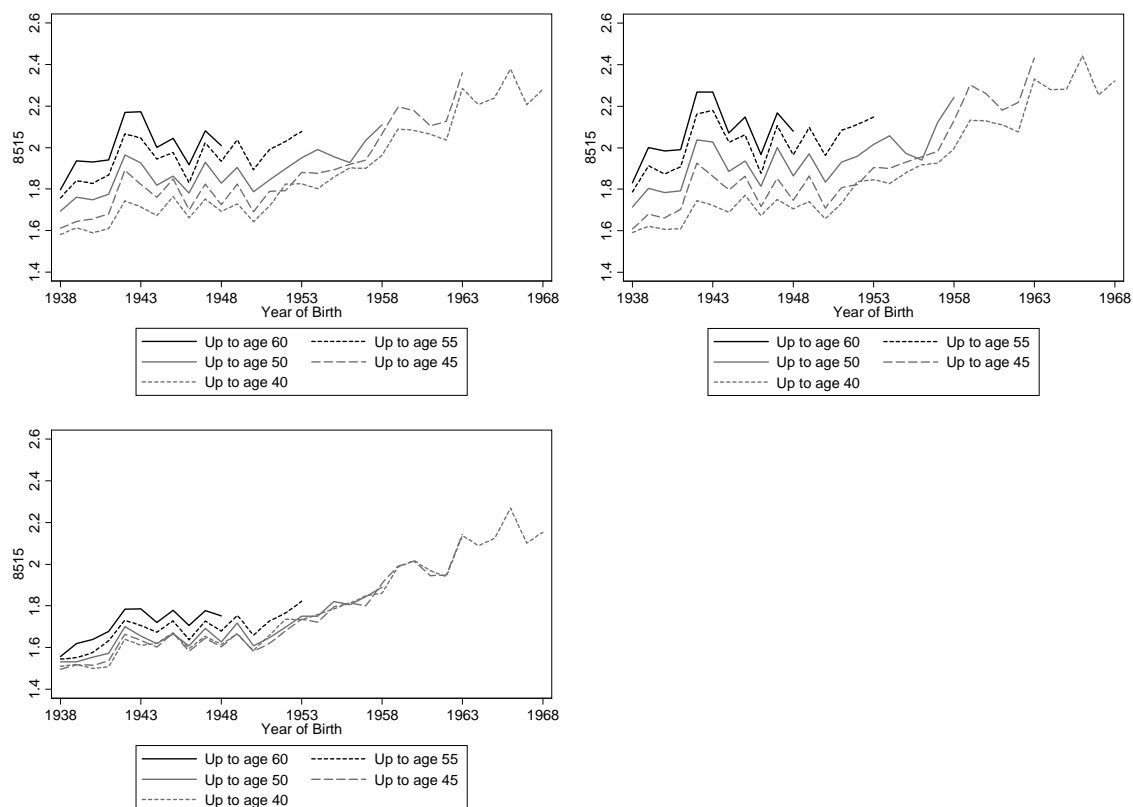 2.6
2.4
2.2
2
1.8
1.6
1.4
8515
1938 1943 1948 1953 1958 1963 1968
Year of Birth
Up to age 60 Up to age 55
Up to age 50 Up to age 45
Up to age 40
2.6
2.4
2.2
2
1.8
1.6
1.4
8515
1938 1943 1948 1953 1958 1963 1968
Year of Birth
Up to age 60 Up to age 55
Up to age 50 Up to age 45
Up to age 40
2.6
2.4
2.2
2
1.8
1.6
1.4
8515
1938 1943 1948 1953 1958 1963 1968
Year of Birth
Up to age 60 Up to age 55
Up to age 50 Up to age 45
Up to age 40